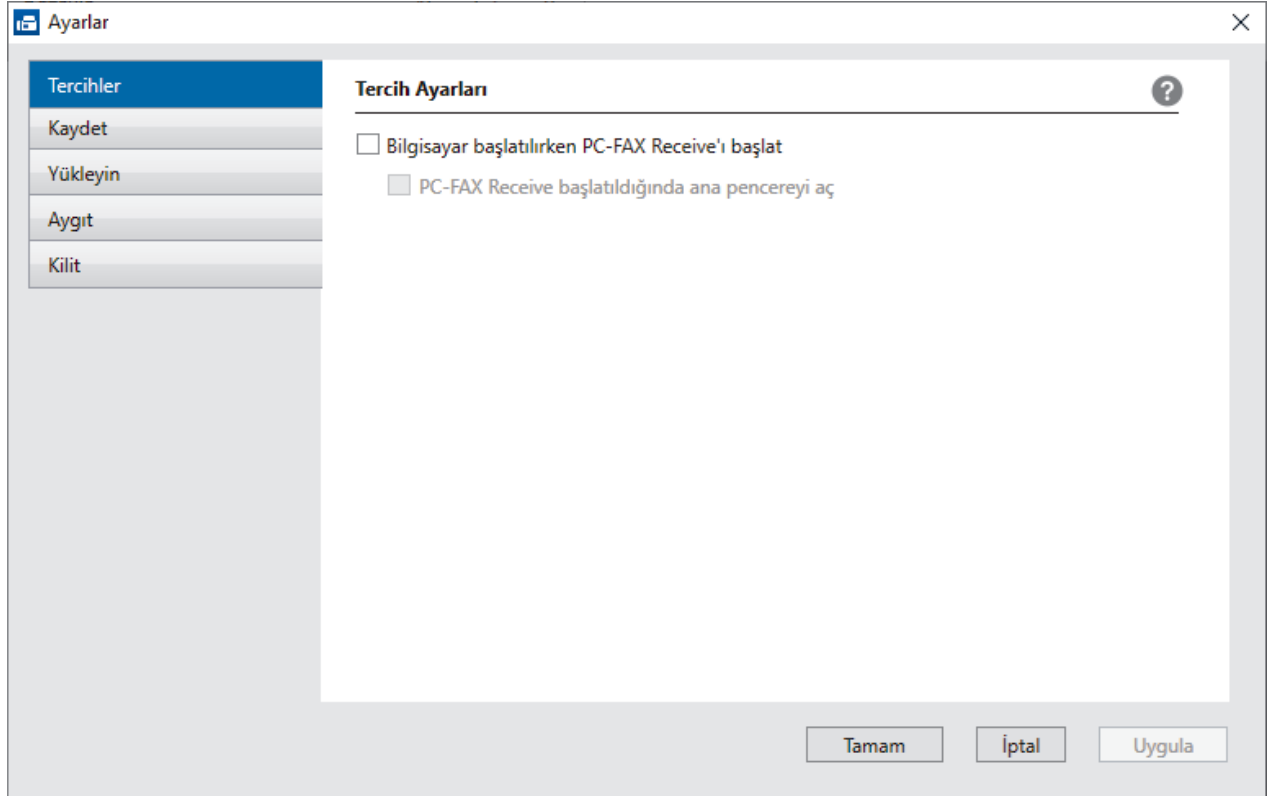 Ayarlar
Tercihler
Kaydet
Yükleyin
Aygıt
Kilit
Tercih Ayarları
?
Bilgisayar başlatılırken PC-FAX Receive'ı başlat
PC-FAX Receive başlatıldığında ana pencereyi aç
Tamam
İptal
Uygula